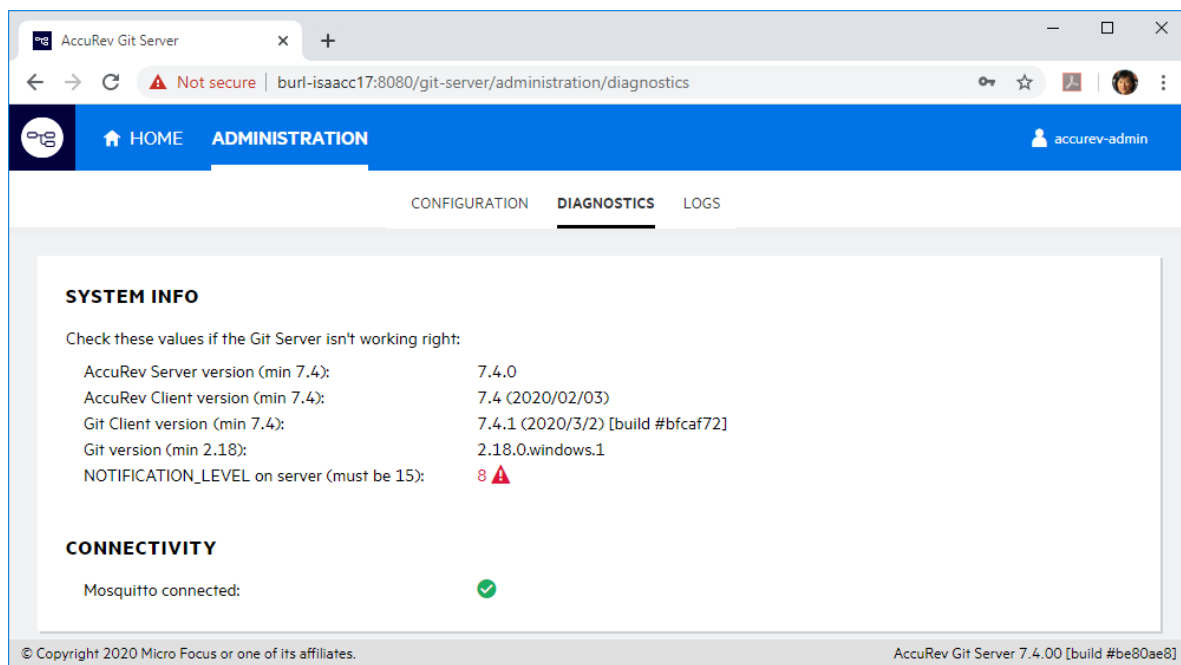 AccuRev Git Server
Not secure | burl-isaacc17:8080/git-server/administration/diagnostics
HOME ADMINISTRATION accurev-admin
CONFIGURATION DIAGNOSTICS LOGS
SYSTEM INFO
Check these values if the Git Server isn't working right:
AccuRev Server version (min 7.4): 7.4.0
AccuRev Client version (min 7.4): 7.4 (2020/02/03)
Git Client version (min 7.4): 7.4.1 (2020/3/2) [build #bfcaf72]
Git version (min 2.18): 2.18.0.windows.1
NOTIFICATION_LEVEL on server (must be 15): 8
CONNECTIVITY
Mosquitto connected:
© Copyright 2020 Micro Focus or one of its affiliates. AccuRev Git Server 7.4.00 [build #be80ae8]